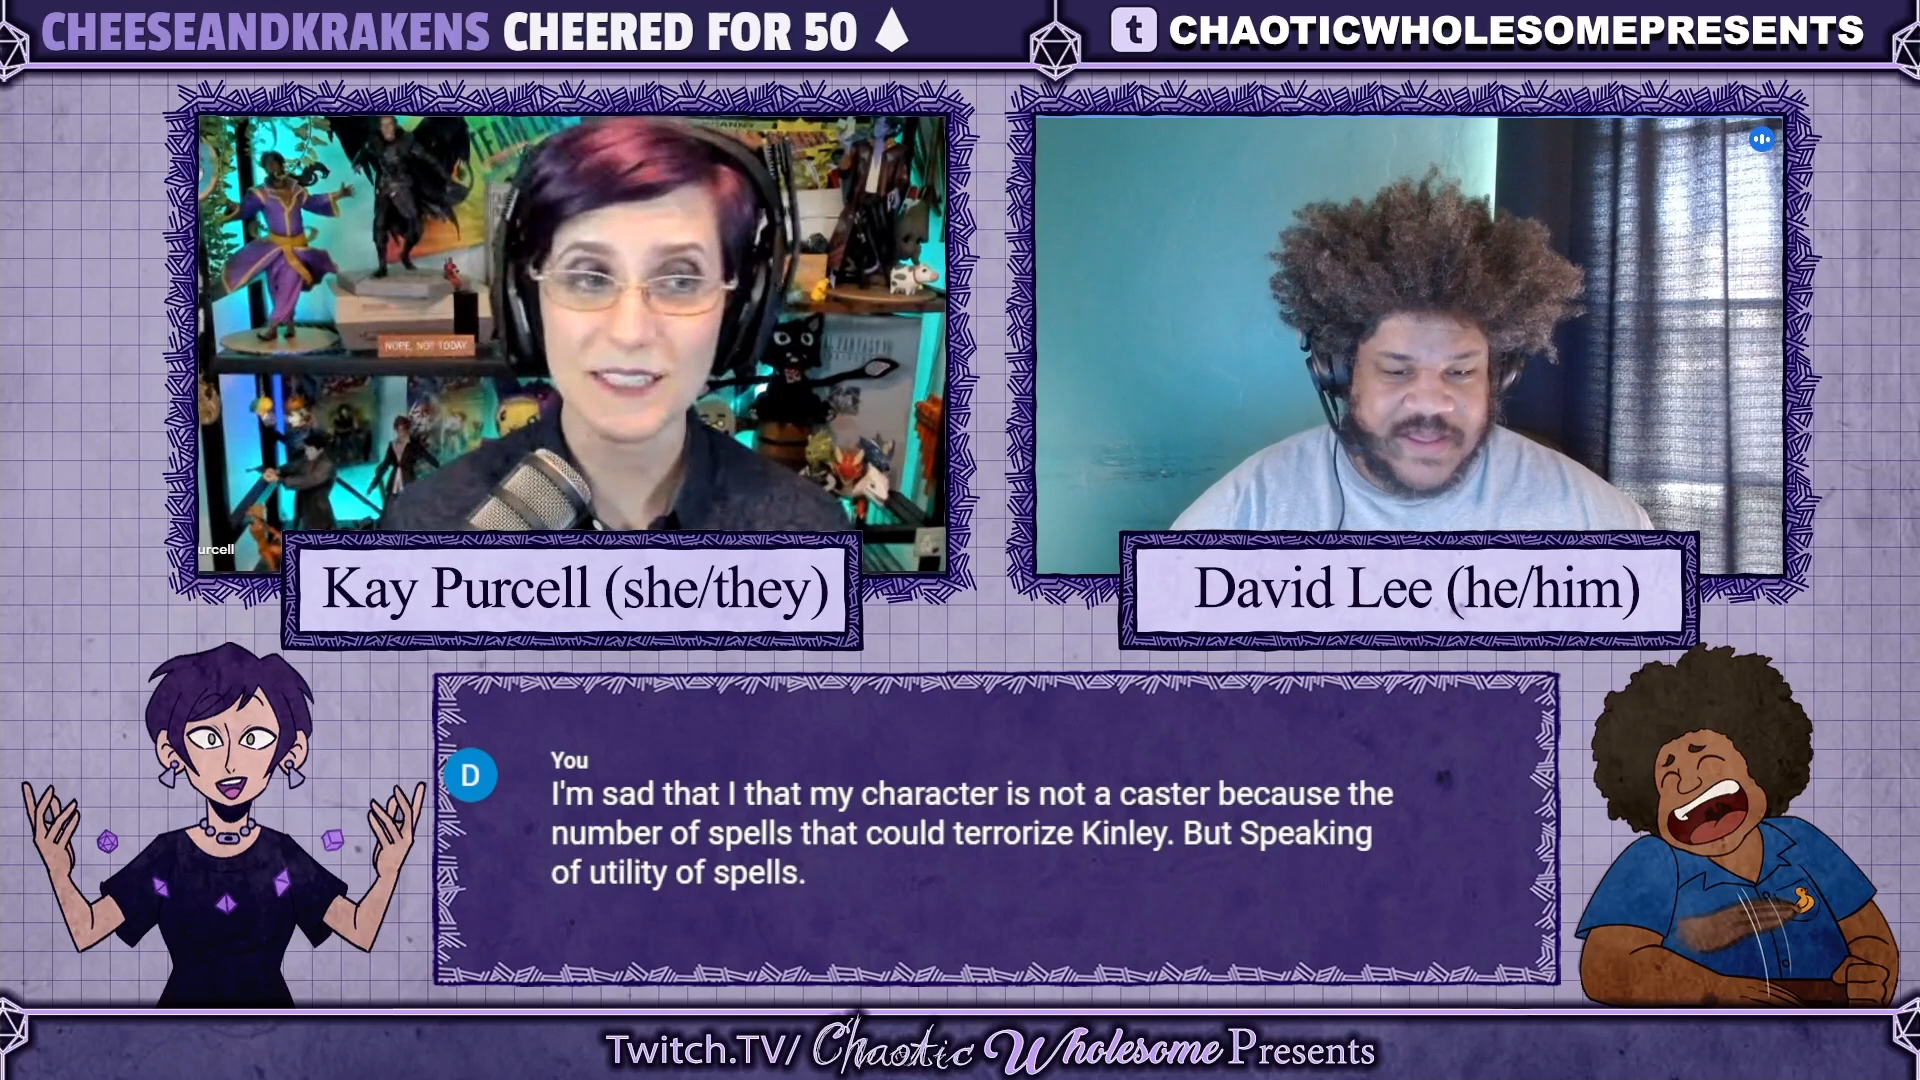 CHEESEANDKRAKENS CHEERED FOR 50
t CHAOTICWHOLESOMEPRESENTS
NOPE, NOT TODAY
urcell
Kay Purcell (she/they)
David Lee (he/him)
D
You
I'm sad that I that my character is not a caster because the
number of spells that could terrorize Kinley. But Speaking
of utility of spells.
Twitch.TV/ Chaotic Wholesome Presents